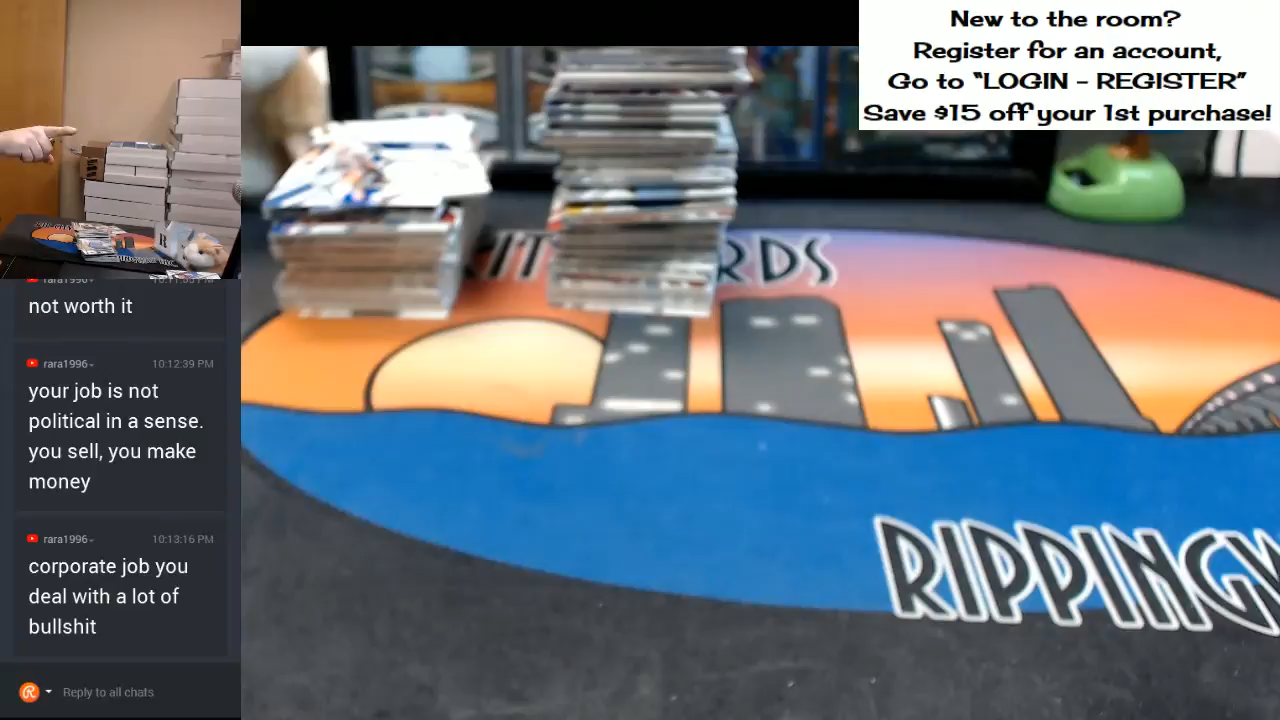 New to the room?
Register for an account,
Go to "LOGIN - REGISTER"
Save $15 off your 1st purchase!
not worth it
rara1996 10:12:39 PM
your job is not
political in a sense.
you sell, you make
money
rara1996 10:13:16 PM
corporate job you
deal with a lot of
bullshit
Reply to all chats
RIPPING